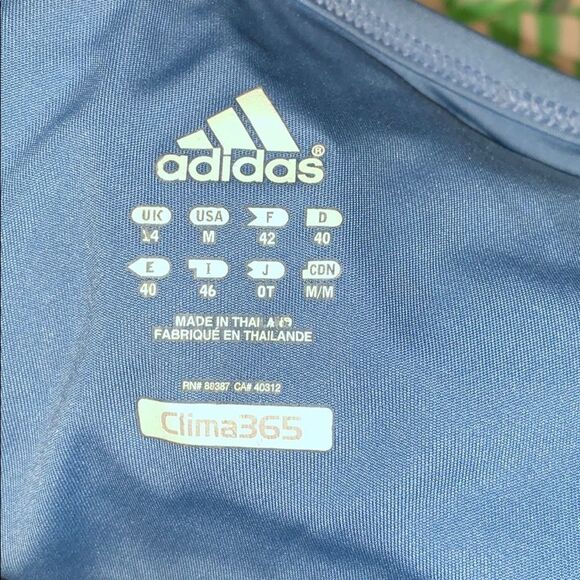 adidas®
UK USA F D
14 M 42 40
E I J CDN
40 46 OT M/M
MADE IN THAILAND
FABRIQUÉ EN THAILANDE
RN# 88387 CA# 40312
Clima365